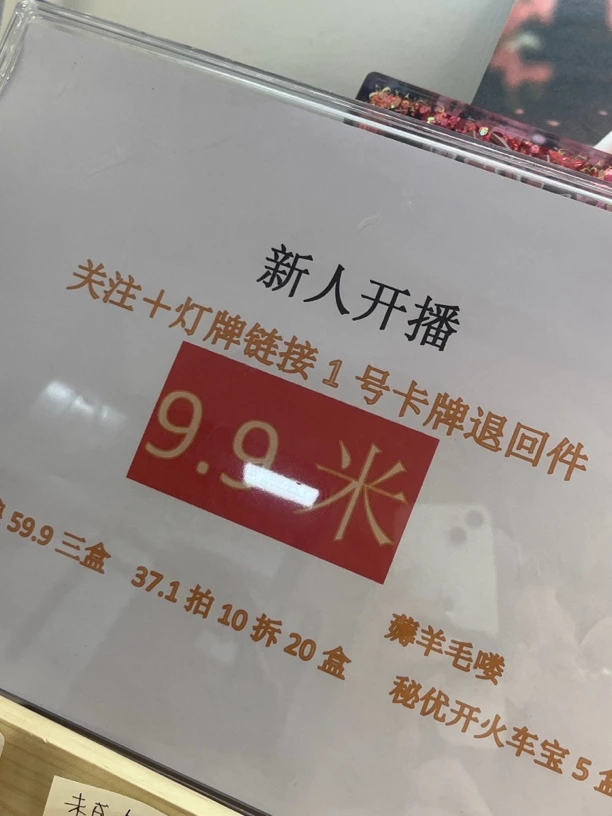 新人开播
关注＋灯牌链接1号卡牌退回件
9.9米
59.9三盒 37.1拍10拆20盒
薅羊毛喽
秘优开火车宝5盒